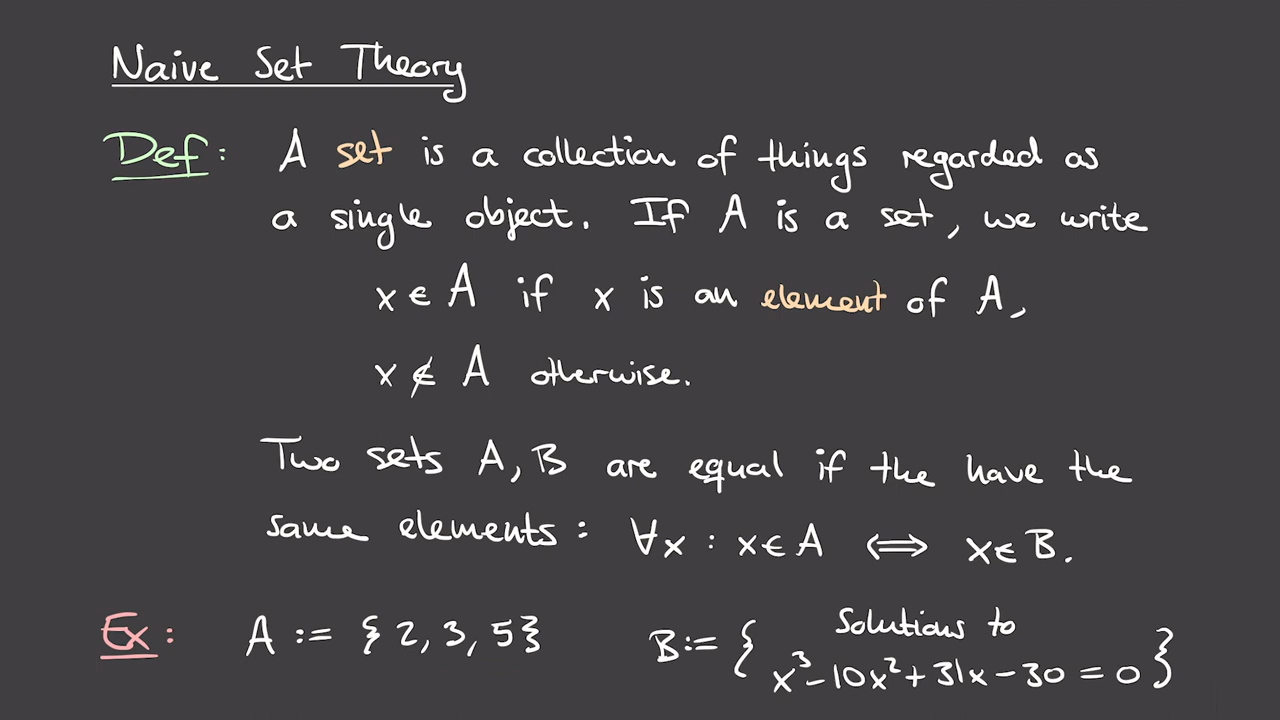 Naive Set Theory
Def: A set is a collection of things regarded as
a single object. If A is a set, we write
x ∈ A if x is an element of A,
x ∉ A otherwise.
Two sets A, B are equal if the have the
same elements: ∀x : x ∈ A ⟺ x ∈ B.
Ex: A := {2, 3, 5} B := { Solutions to
x³ - 10x² + 31x - 30 = 0 }